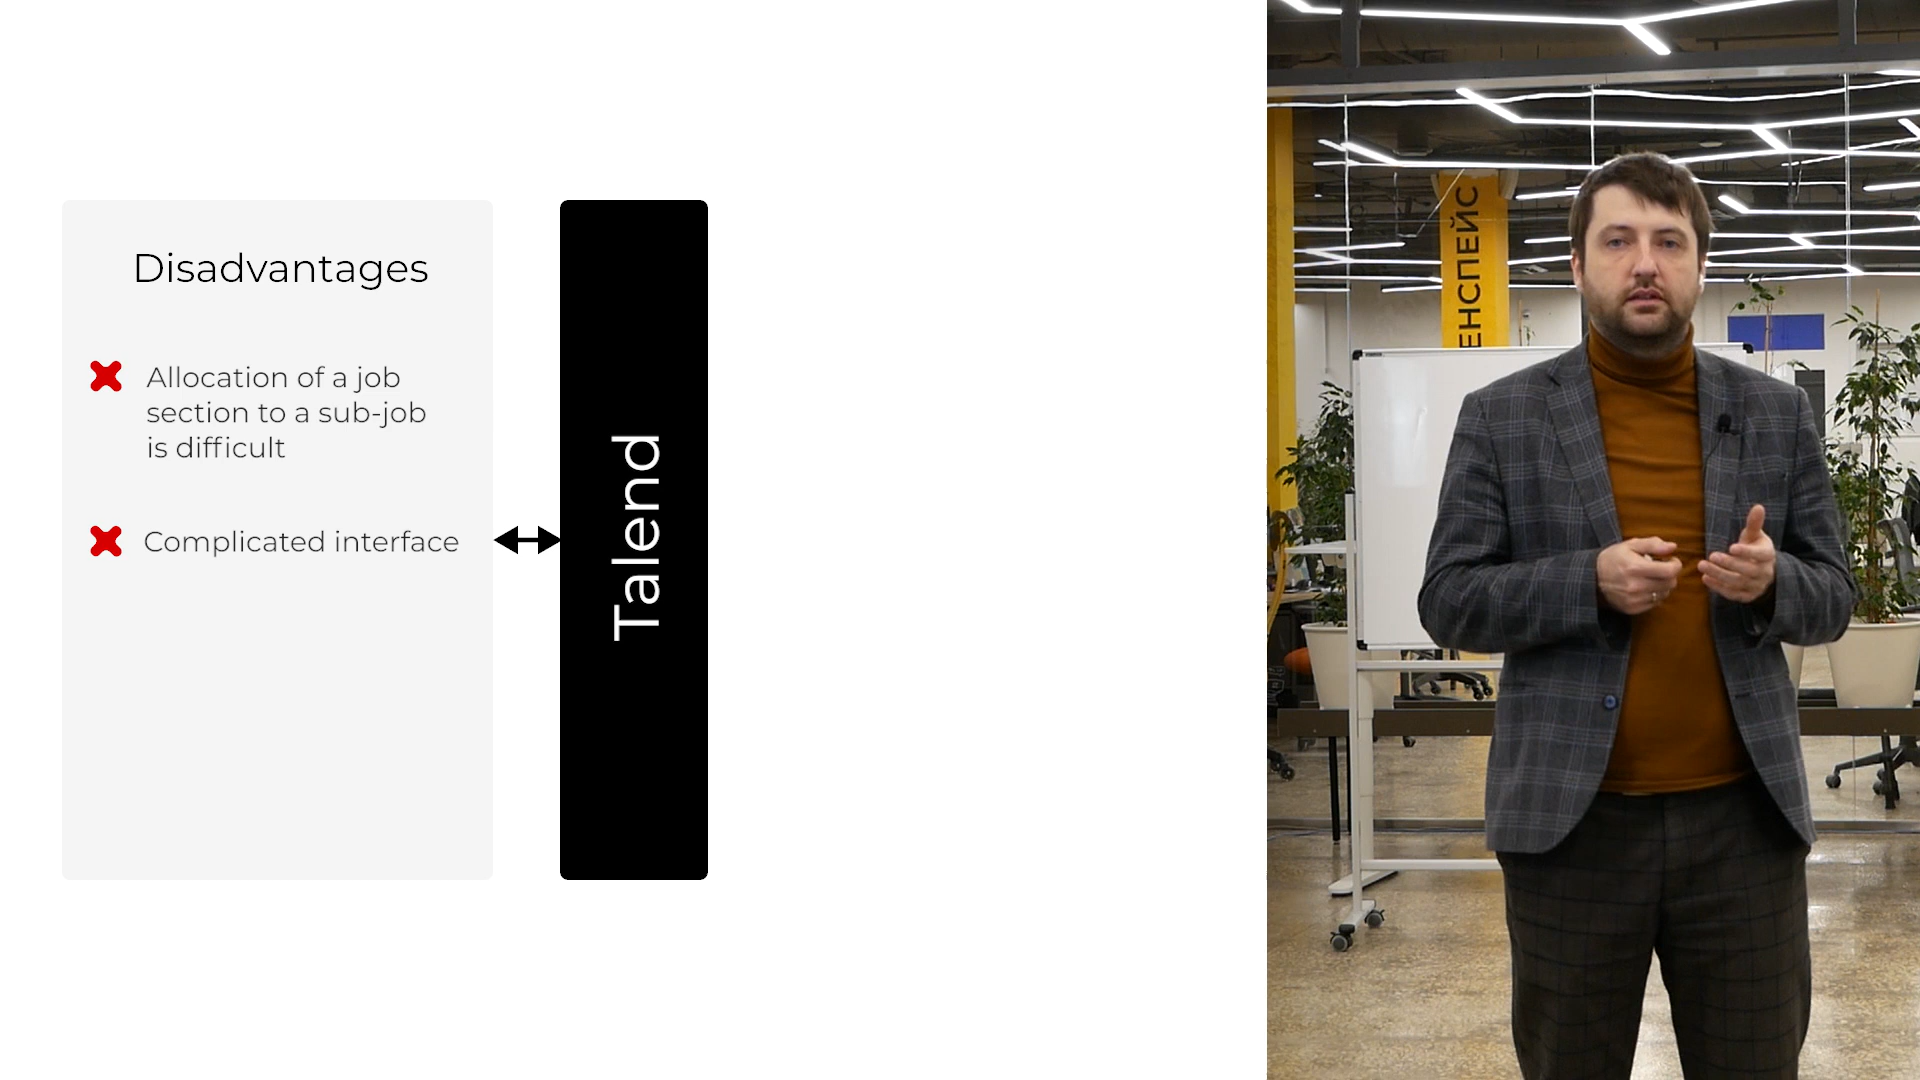 Disadvantages
Allocation of a job
section to a sub-job
is difficult
Complicated interface
Talend
ЕНСПЕЙС